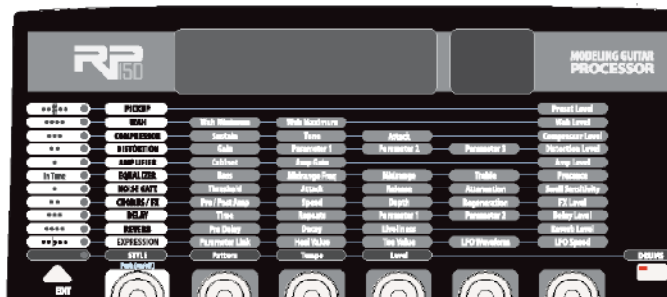 RP150
MODELING GUITAR
PROCESSOR
PICKUP Preset Level
WAH Wah Minimum Wah Maximum Wah Level
COMPRESSOR Sustain Tone Attack Compressor Level
DISTORTION Gain Parameter 1 Parameter 2 Parameter 3 Distortion Level
AMPLIFIER Cabinet Amp Gate Amp Level
In Tune EQUALIZER Bass Midrange Freq Midrange Treble Presence
NOISE GATE Threshold Attack Release Attenuation Swell Sensitivity
CHORUS / FX Pre / Post Amp Speed Depth Regeneration FX Level
DELAY Time Repeats Parameter 1 Parameter 2 Delay Level
REVERB Pre Delay Decay Liveliness Reverb Level
EXPRESSION Parameter Link Heel Value Toe Value LFO Waveform LFO Speed
STYLE Pattern Tempo Level DRUMS
EDIT